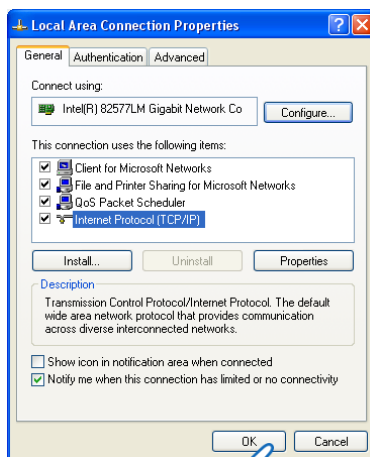 Local Area Connection Properties
General Authentication Advanced
Connect using:
Intel(R) 82577LM Gigabit Network Co
Configure...
This connection uses the following items:
Client for Microsoft Networks
File and Printer Sharing for Microsoft Networks
QoS Packet Scheduler
Internet Protocol (TCP/IP)
Install... Uninstall Properties
Description
Transmission Control Protocol/Internet Protocol. The default
wide area network protocol that provides communication
across diverse interconnected networks.
Show icon in notification area when connected
Notify me when this connection has limited or no connectivity
OK Cancel